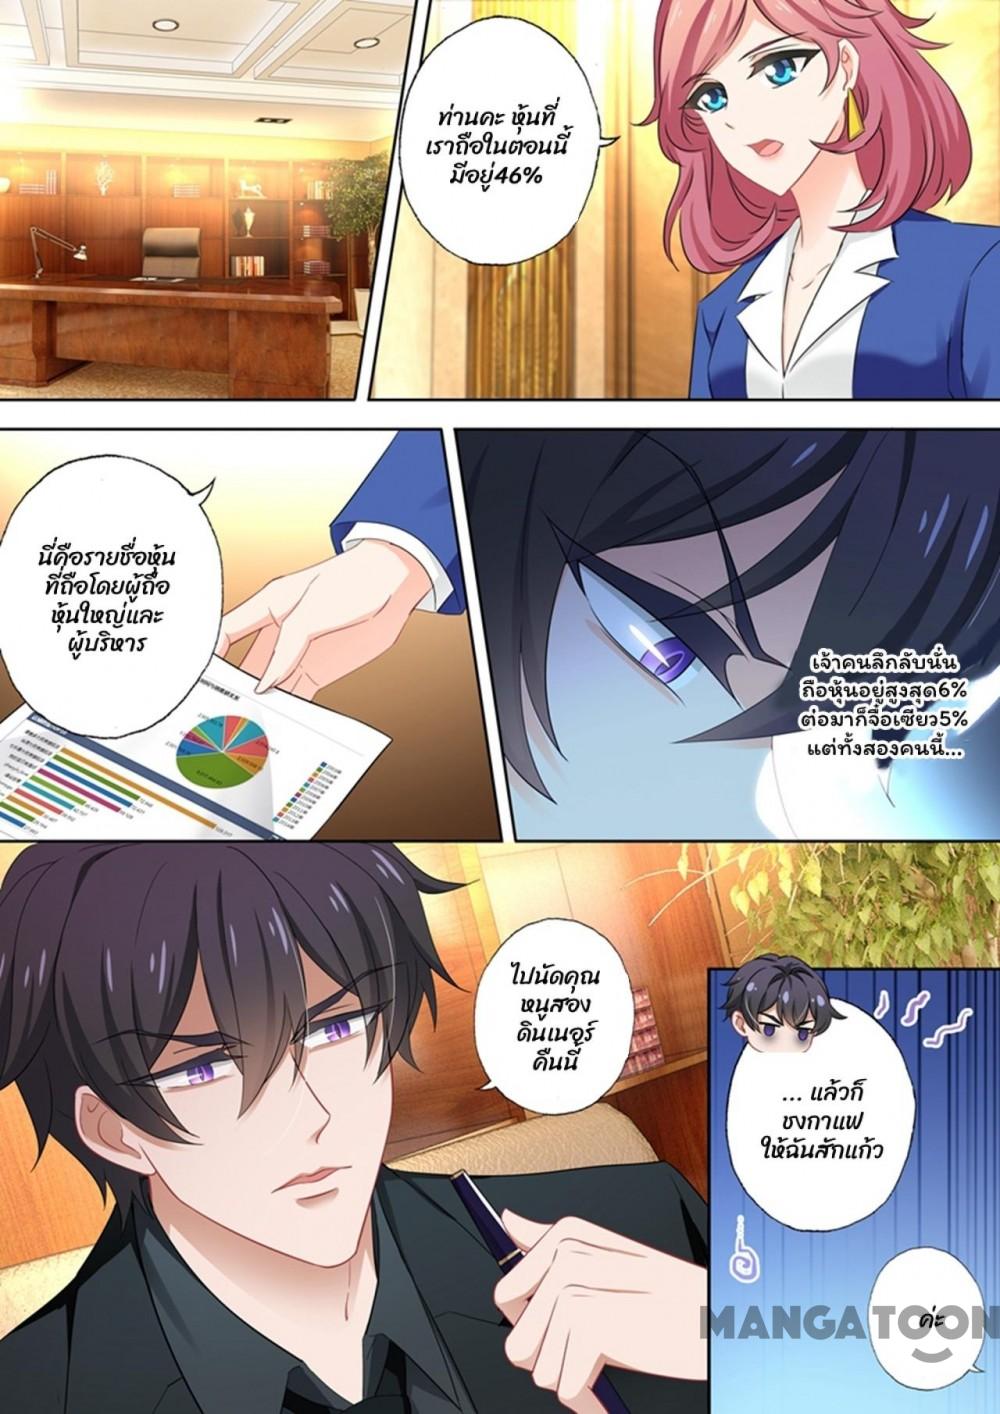 ท่านคะ หุ้นที่
เราถือในตอนนี้
มีอยู่46%
นี่คือรายชื่อหุ้น
ที่ถือโดยผู้ถือ
หุ้นใหญ่และ
ผู้บริหาร
เจ้าคนลึกลับนั่น
ถือหุ้นอยู่สูงสุด6%
ต่อมาก็จื่อเซียว5%
แต่ทั้งสองคนนี้...
ไปนัดคุณ
หนูสอง
ดินเนอร์
คืนนี้
... แล้วก็
ชงกาแฟ
ให้ฉันสักแก้ว
ค่ะ
MANGATOON